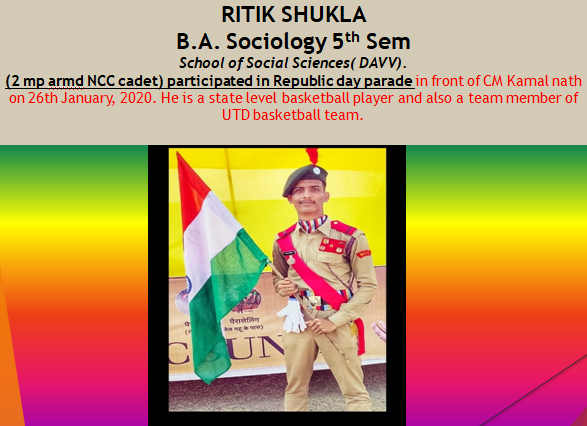 RITIK SHUKLA
B.A. Sociology 5th Sem
School of Social Sciences( DAVV).
(2 mp armd NCC cadet) participated in Republic day parade in front of CM Kamal nath
on 26th January, 2020. He is a state level basketball player and also a team member of
UTD basketball team.
पैरासेलिंग
COUN